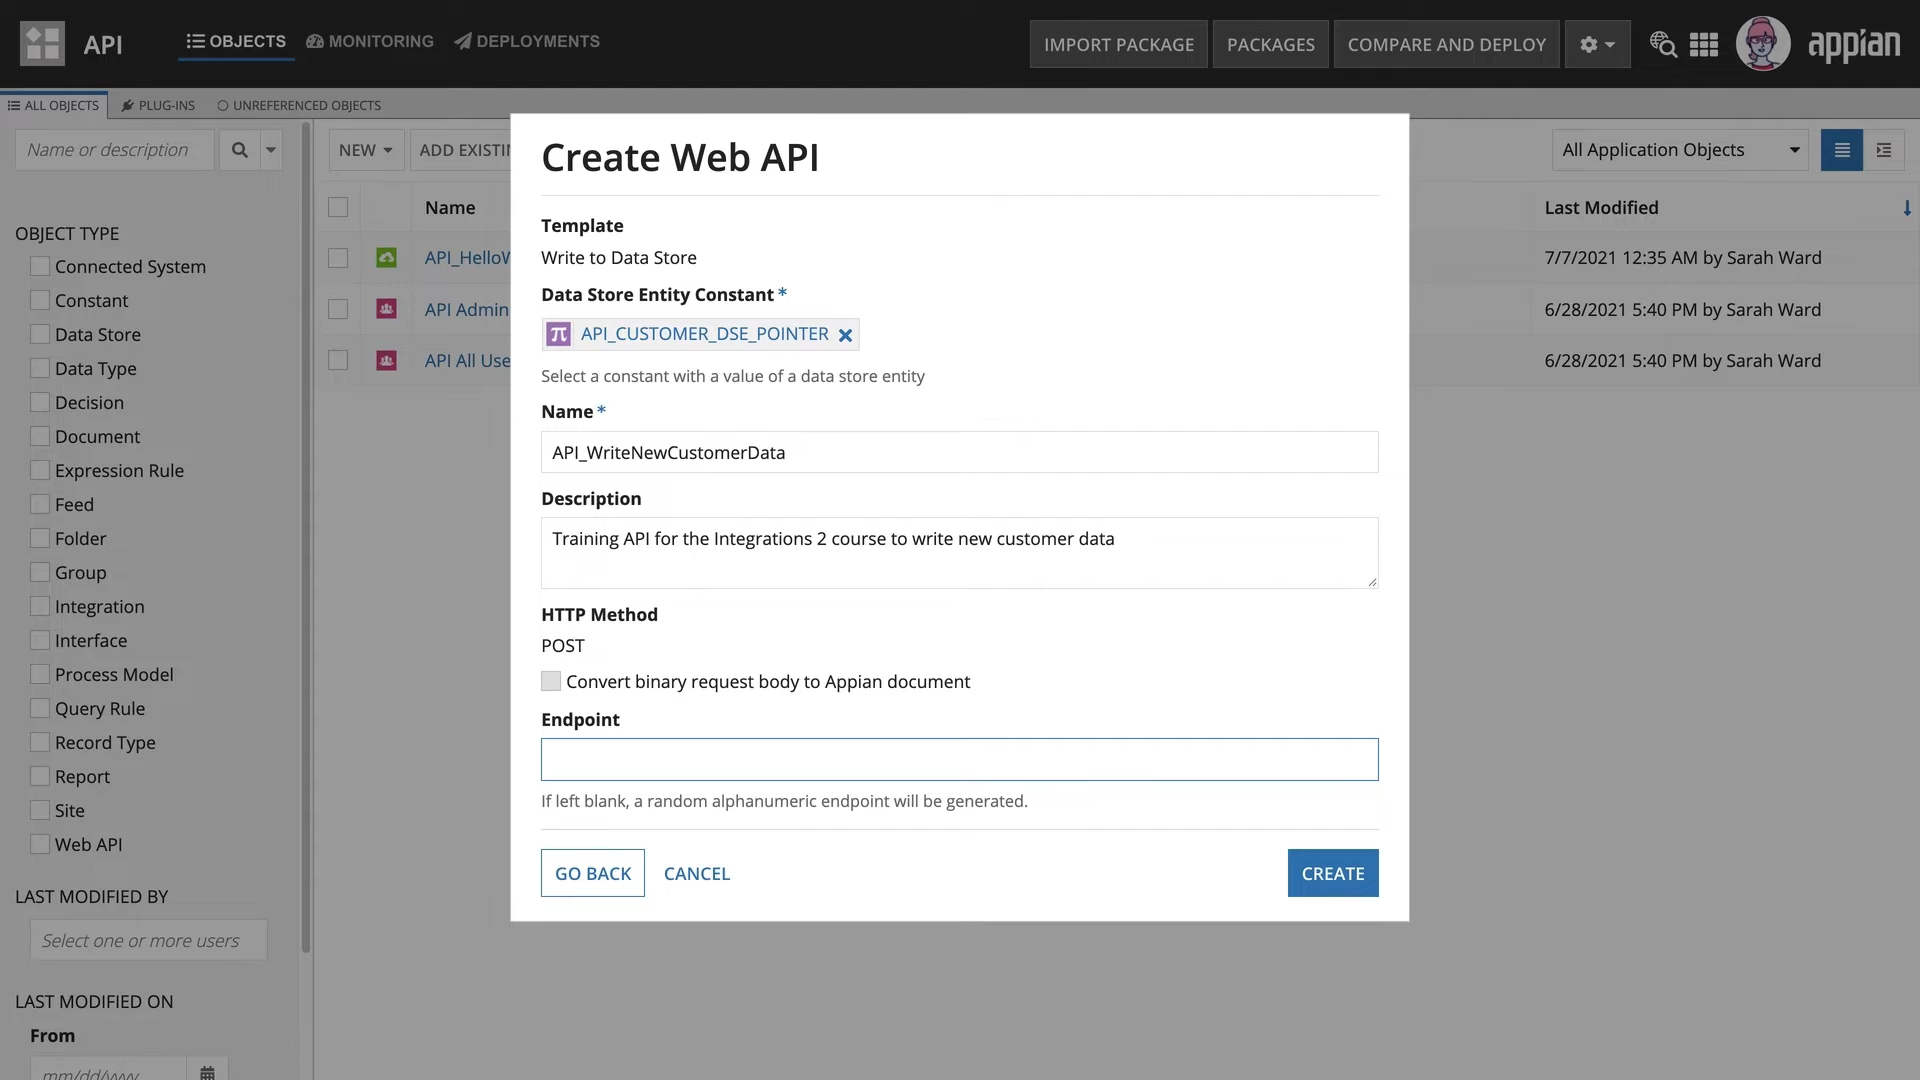 API
OBJECTS
MONITORING
DEPLOYMENTS
IMPORT PACKAGE
PACKAGES
COMPARE AND DEPLOY
appian
ALL OBJECTS
PLUG-INS
UNREFERENCED OBJECTS
Name or description
NEW
ADD EXISTIN
All Application Objects
Name
Last Modified
API_HelloW
7/7/2021 12:35 AM by Sarah Ward
API Admin
6/28/2021 5:40 PM by Sarah Ward
API All Use
6/28/2021 5:40 PM by Sarah Ward
OBJECT TYPE
Connected System
Constant
Data Store
Data Type
Decision
Document
Expression Rule
Feed
Folder
Group
Integration
Interface
Process Model
Query Rule
Record Type
Report
Site
Web API
LAST MODIFIED BY
Select one or more users
LAST MODIFIED ON
From
mm/dd/yyyy
Create Web API
Template
Write to Data Store
Data Store Entity Constant *
API_CUSTOMER_DSE_POINTER
Select a constant with a value of a data store entity
Name *
API_WriteNewCustomerData
Description
Training API for the Integrations 2 course to write new customer data
HTTP Method
POST
Convert binary request body to Appian document
Endpoint
If left blank, a random alphanumeric endpoint will be generated.
GO BACK
CANCEL
CREATE